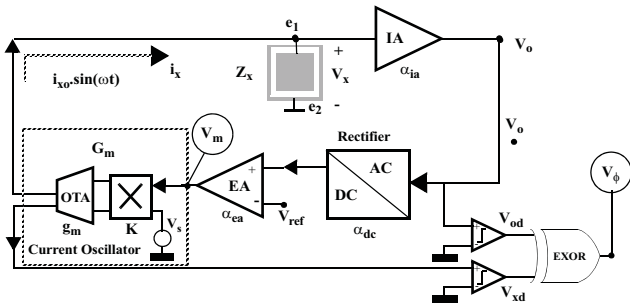 e1
IA
Vo
ix
ixo.sin(ωt)
Zx
+
Vx
-
αia
e2
Vo
Gm
Vm
Rectifier
Vϕ
OTA
EA
+
-
AC
DC
gm
K
Vs
αea
Vref
αdc
Vod
Current Oscillator
EXOR
Vxd
+
-
+
-